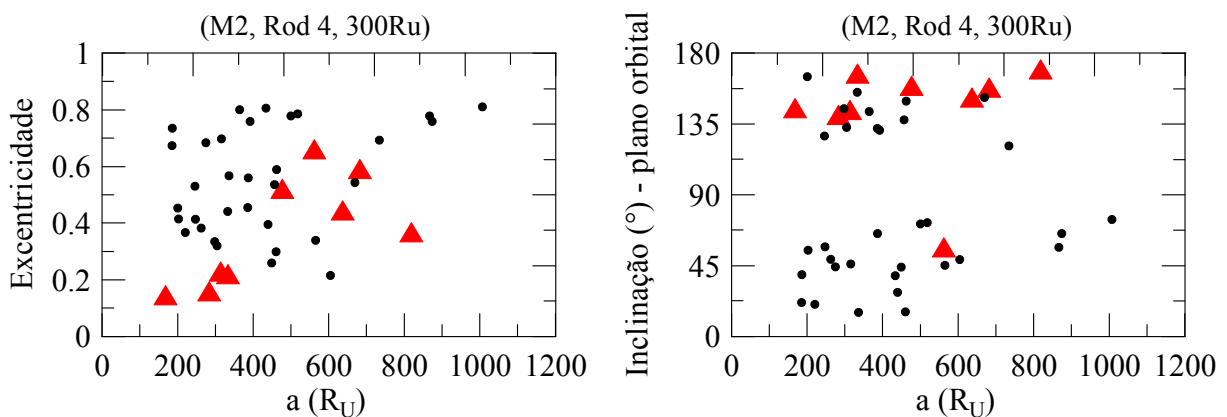 (M2, Rod 4, 300Ru)
Excentricidade
1
0.8
0.6
0.4
0.2
0
0 200 400 600 800 1000 1200
a (R_U)
(M2, Rod 4, 300Ru)
Inclinação (°) - plano orbital
180
135
90
45
0
0 200 400 600 800 1000 1200
a (R_U)